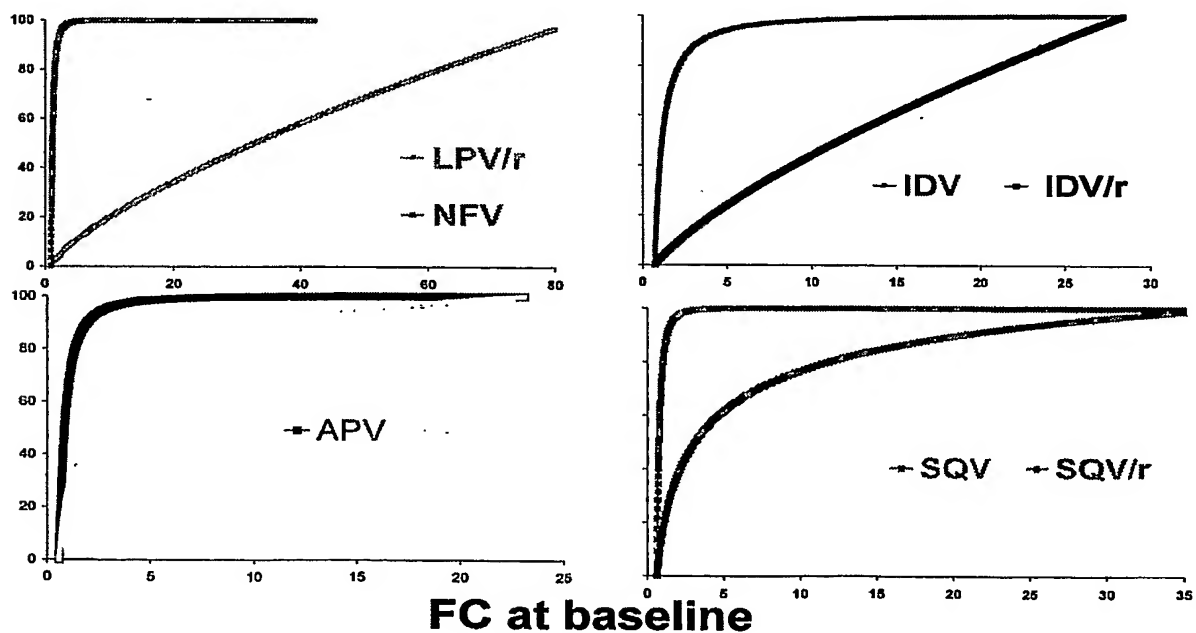 100
80
60
40
20
0
0 20 40 60 80
LPV/r
NFV
0 5 10 15 20 25 30
IDV IDV/r
100
80
60
40
20
0
0 5 10 15 20 25
APV
0 5 10 15 20 25 30 35
SQV SQV/r
FC at baseline